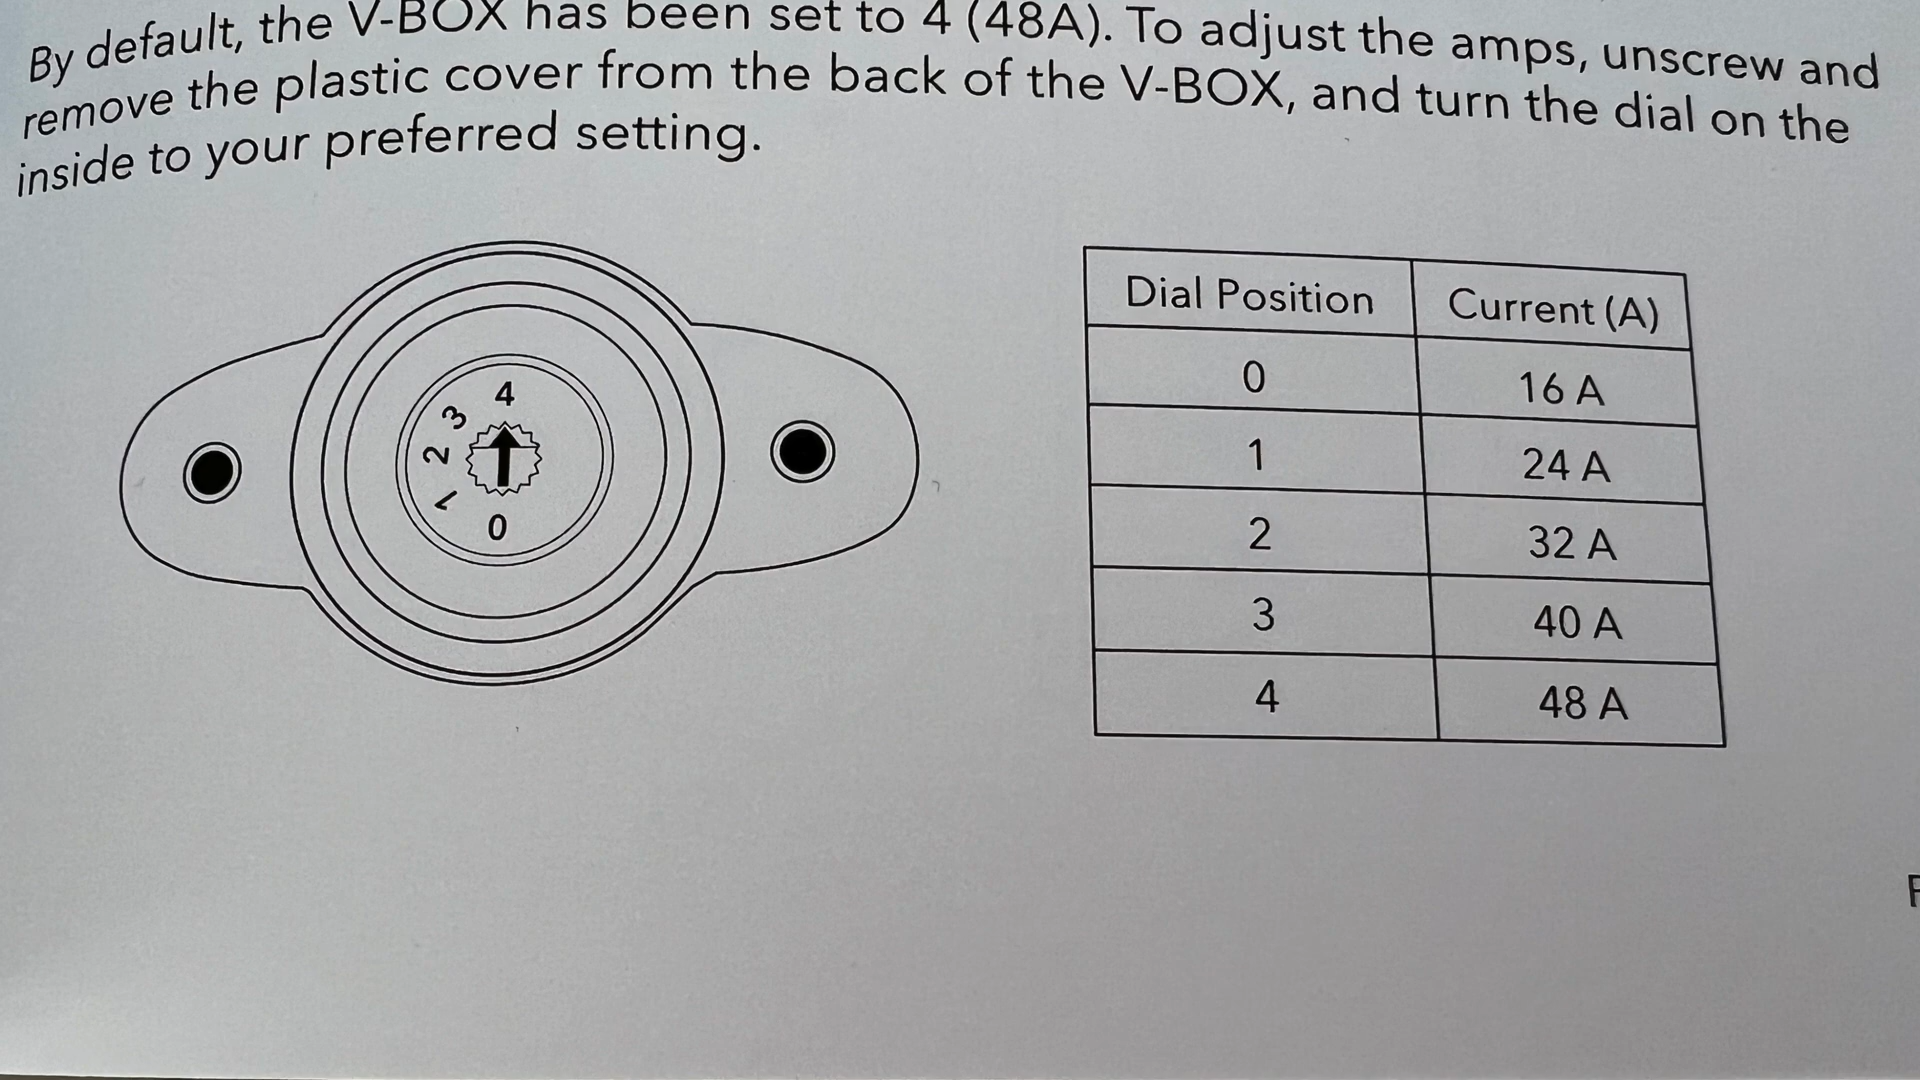 By default, the V-BOX has been set to 4 (48A). To adjust the amps, unscrew and
remove the plastic cover from the back of the V-BOX, and turn the dial on the
inside to your preferred setting.
4
3
2
1
0
Dial Position Current (A)
0 16 A
1 24 A
2 32 A
3 40 A
4 48 A